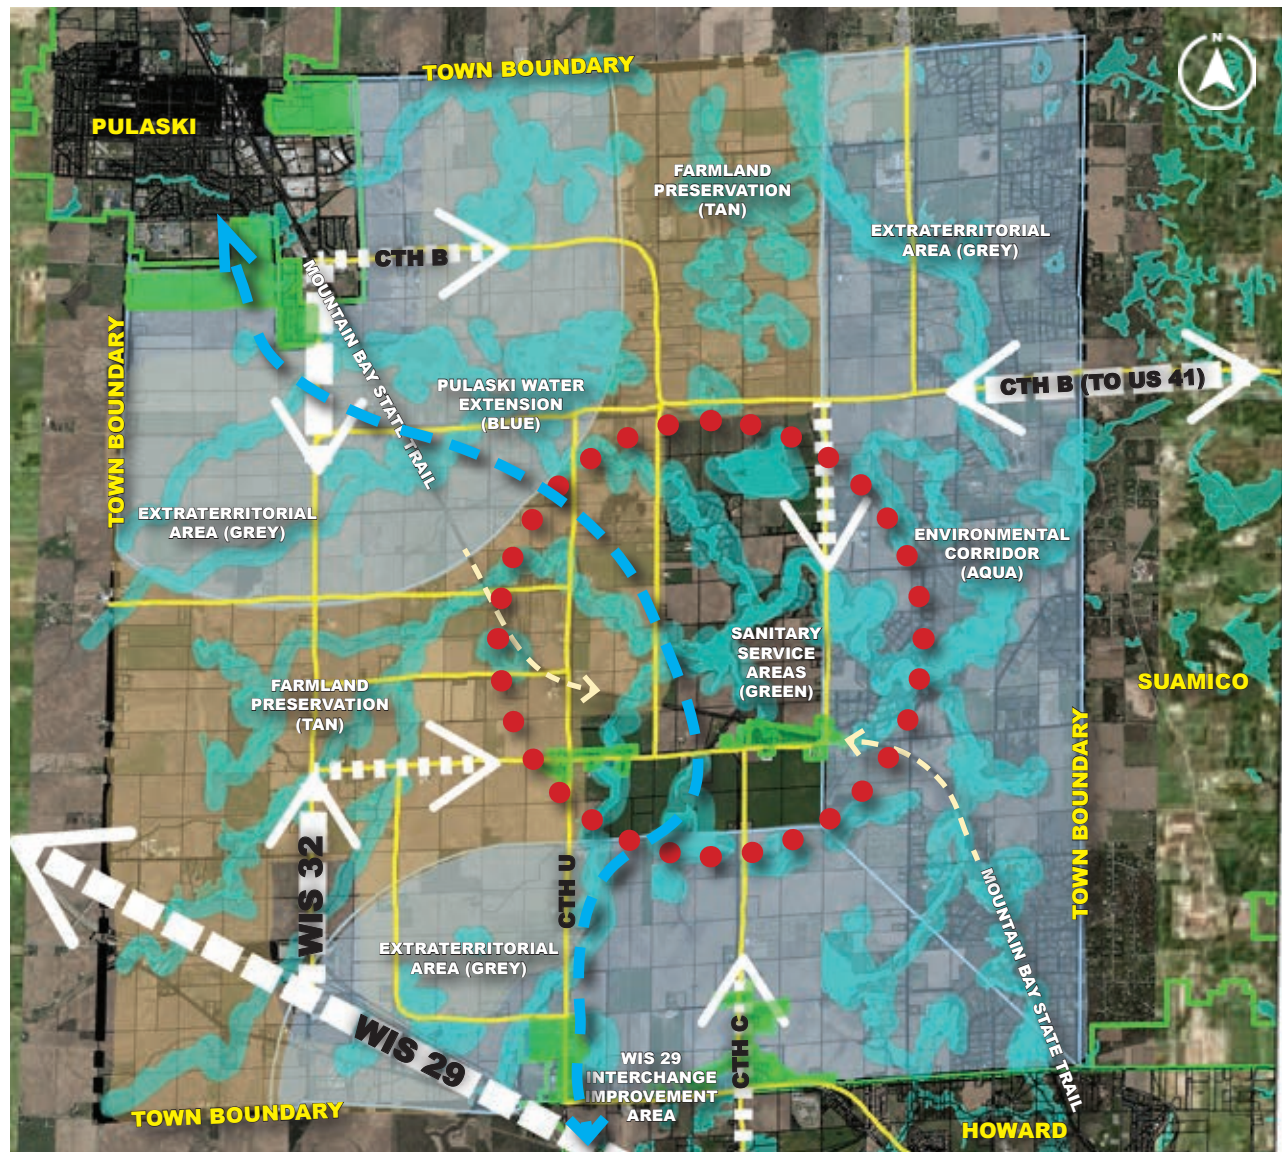 N
TOWN BOUNDARY
PULASKI
FARMLAND
PRESERVATION
(TAN)
EXTRATERRITORIAL
AREA (GREY)
CTH B
MOUNTAIN BAY STATE TRAIL
TOWN BOUNDARY
PULASKI WATER
EXTENSION
(BLUE)
CTH B (TO US 41)
EXTRATERRITORIAL
AREA (GREY)
ENVIRONMENTAL
CORRIDOR
(AQUA)
SANITARY
SERVICE
AREAS
(GREEN)
SUAMICO
FARMLAND
PRESERVATION
(TAN)
TOWN BOUNDARY
WIS 32
CTH U
EXTRATERRITORIAL
AREA (GREY)
MOUNTAIN BAY STATE TRAIL
WIS 29
CTH C
WIS 29
INTERCHANGE
IMPROVEMENT
AREA
TOWN BOUNDARY
HOWARD